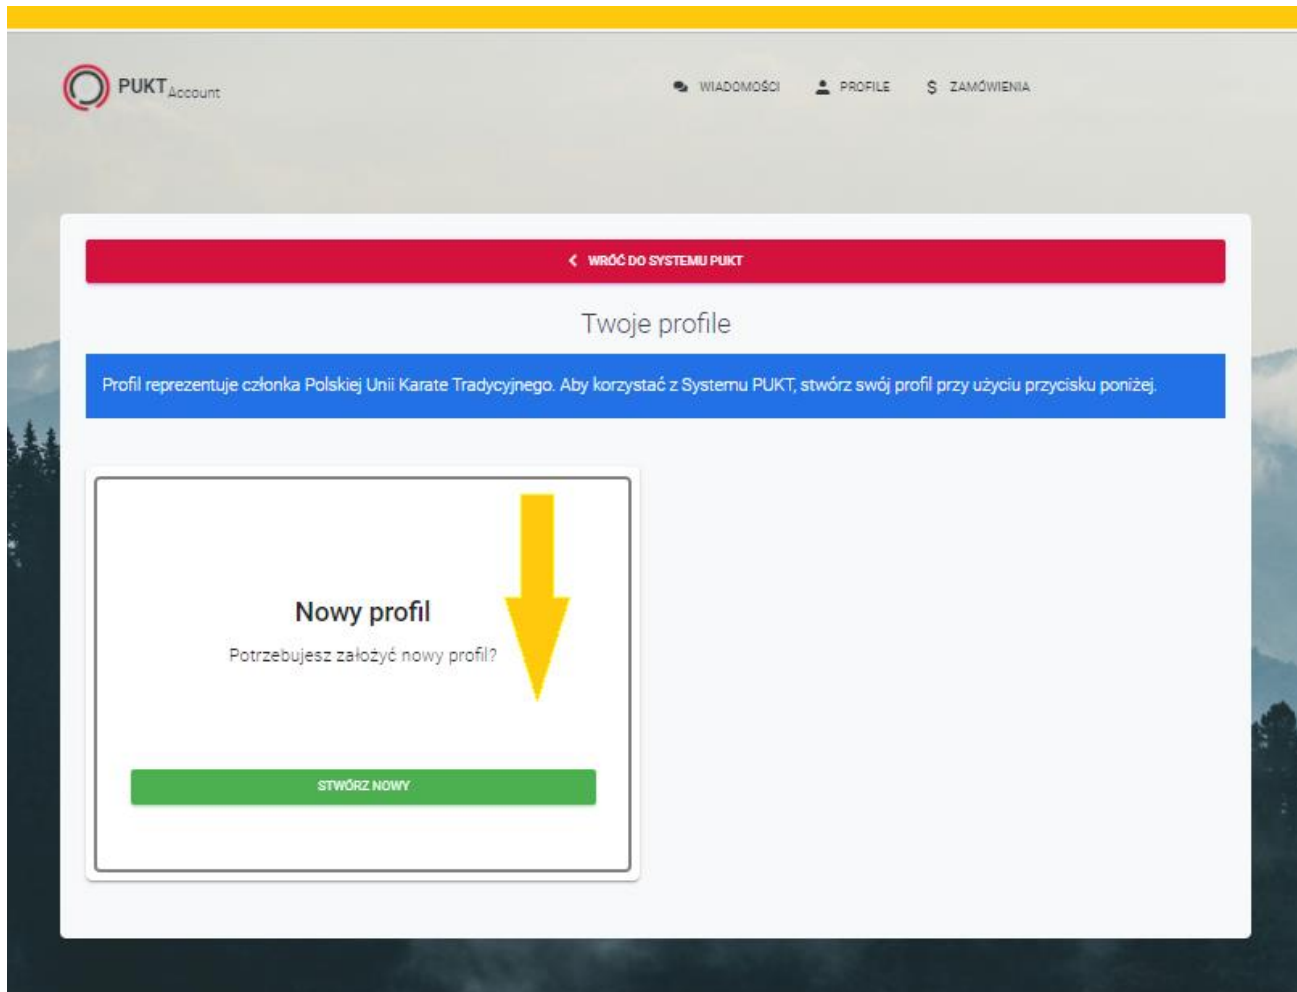 PUKT Account
WIADOMOŚCI PROFILE $ ZAMÓWIENIA
WRÓĆ DO SYSTEMU PUKT
Twoje profile
Profil reprezentuje członka Polskiej Unii Karate Tradycyjnego. Aby korzystać z Systemu PUKT, stwórz swój profil przy użyciu przycisku poniżej.
Nowy profil
Potrzebujesz założyć nowy profil?
STWÓRZ NOWY